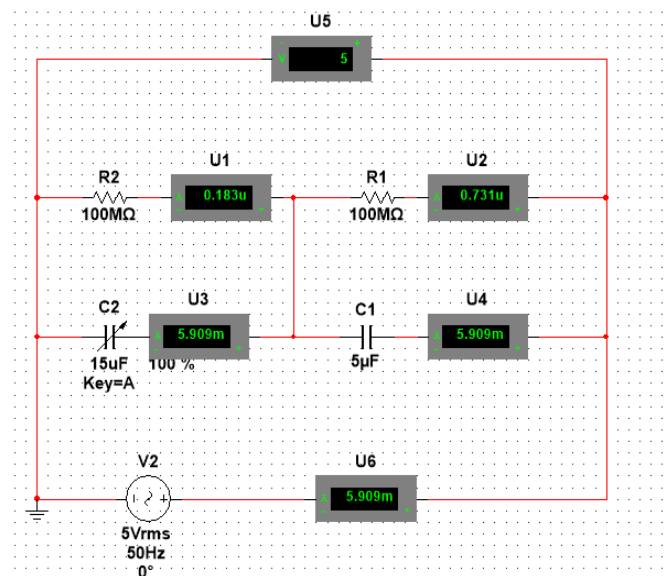 U5
V 5 +
U1
U2
R2
R1
0.183u
0.731u
100MΩ
100MΩ
C2
U3
C1
U4
5.909m
5.909m
15uF
100 %
5µF
Key=A
V2
U6
5.909m
5Vrms
50Hz
0°